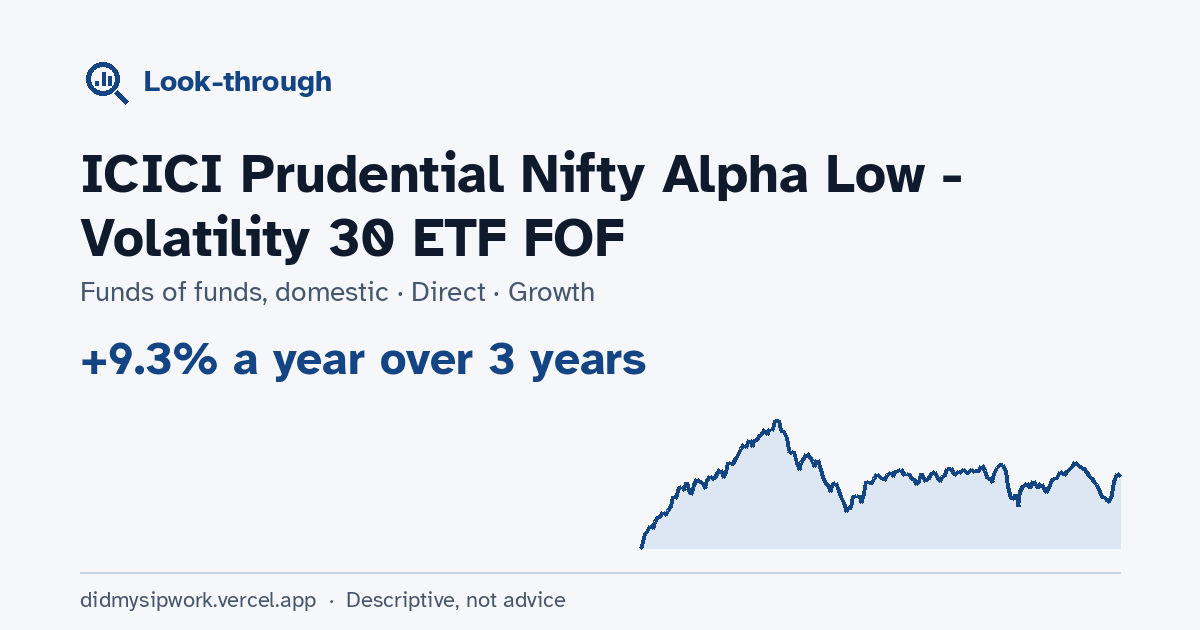 Look-through
ICICI Prudential Nifty Alpha Low -
Volatility 30 ETF FOF
Funds of funds, domestic · Direct · Growth
+9.3% a year over 3 years
didmysipwork.vercel.app · Descriptive, not advice